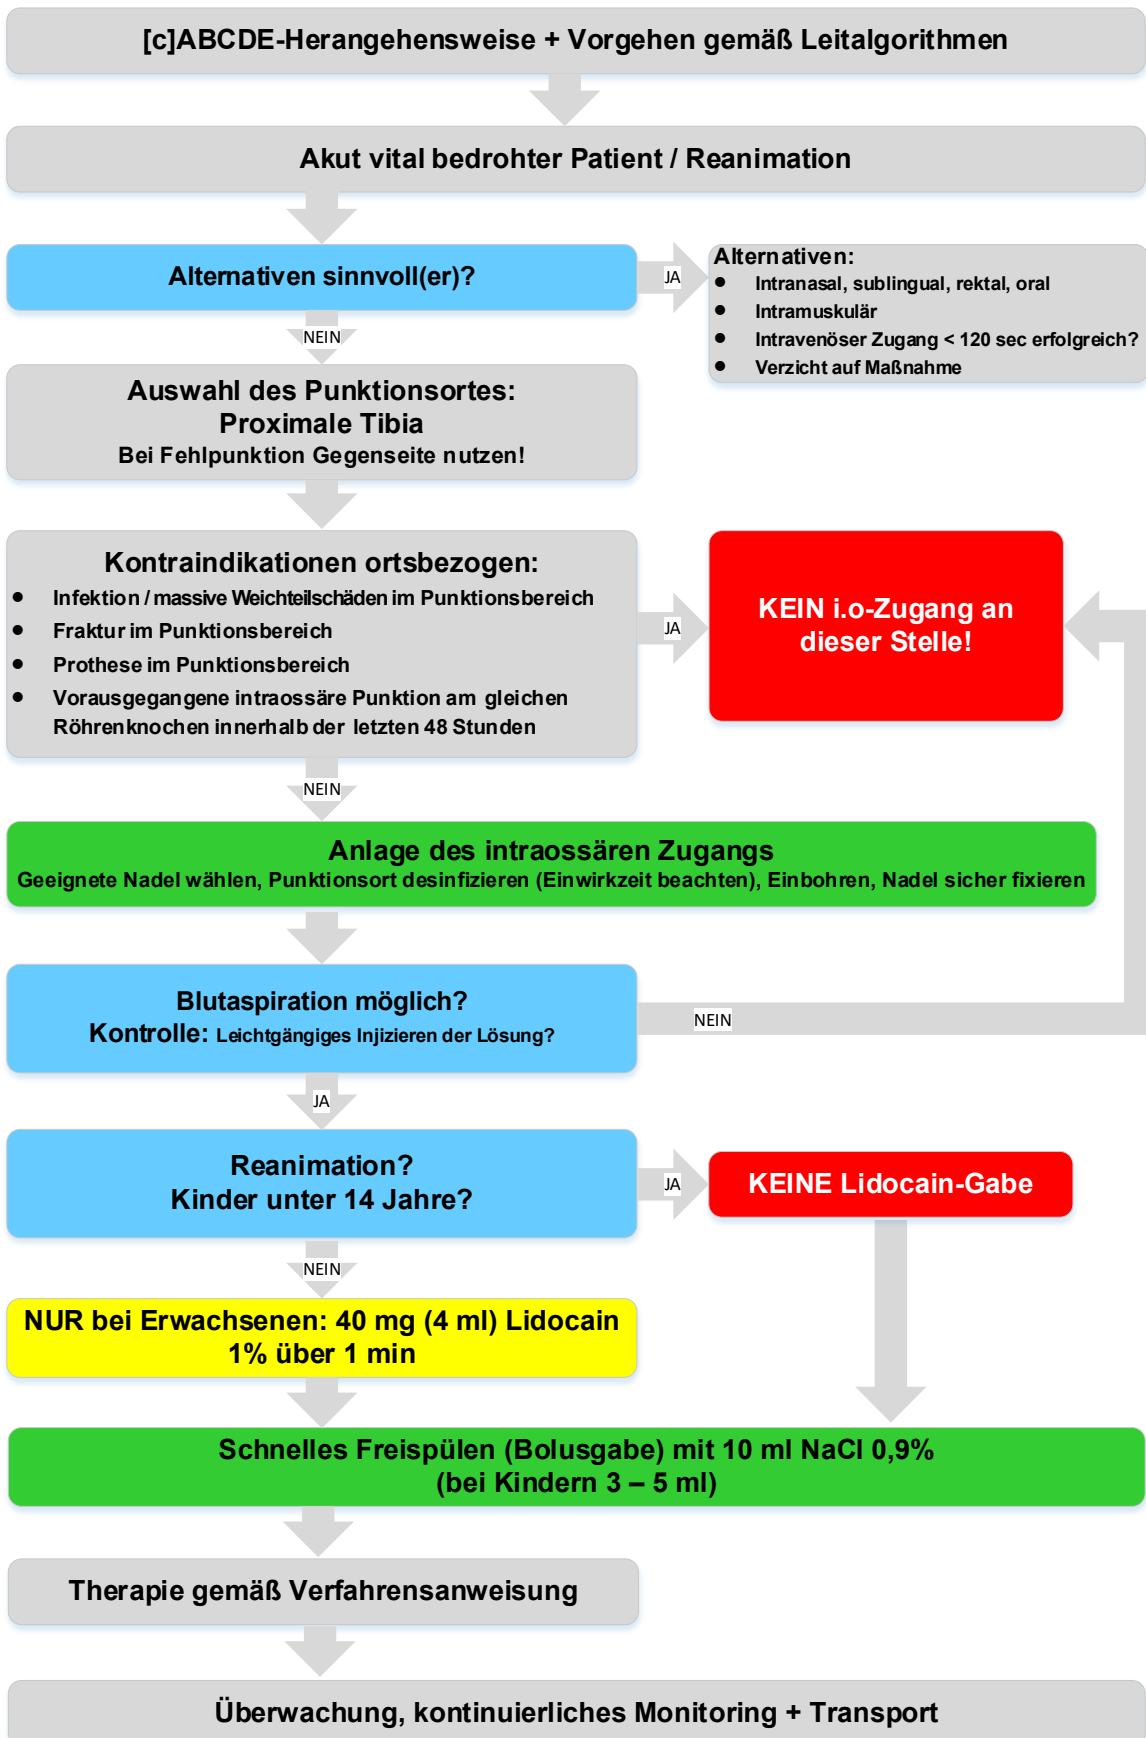 [c]ABCDE-Herangehensweise + Vorgehen gemäß Leitalgorithmen
Akut vital bedrohter Patient / Reanimation
Alternativen sinnvoll(er)?
JA
Alternativen:
● Intranasal, sublingual, rektal, oral
● Intramuskulär
● Intravenöser Zugang < 120 sec erfolgreich?
● Verzicht auf Maßnahme
NEIN
Auswahl des Punktionsortes:
Proximale Tibia
Bei Fehlpunktion Gegenseite nutzen!
Kontraindikationen ortsbezogen:
● Infektion / massive Weichteilschäden im Punktionsbereich
● Fraktur im Punktionsbereich
● Prothese im Punktionsbereich
● Vorausgegangene intraossäre Punktion am gleichen
Röhrenknochen innerhalb der letzten 48 Stunden
JA
KEIN i.o-Zugang an
dieser Stelle!
NEIN
Anlage des intraossären Zugangs
Geeignete Nadel wählen, Punktionsort desinfizieren (Einwirkzeit beachten), Einbohren, Nadel sicher fixieren
Blutaspiration möglich?
Kontrolle: Leichtgängiges Injizieren der Lösung?
NEIN
JA
Reanimation?
Kinder unter 14 Jahre?
JA
KEINE Lidocain-Gabe
NEIN
NUR bei Erwachsenen: 40 mg (4 ml) Lidocain
1% über 1 min
Schnelles Freispülen (Bolusgabe) mit 10 ml NaCl 0,9%
(bei Kindern 3 – 5 ml)
Therapie gemäß Verfahrensanweisung
Überwachung, kontinuierliches Monitoring + Transport